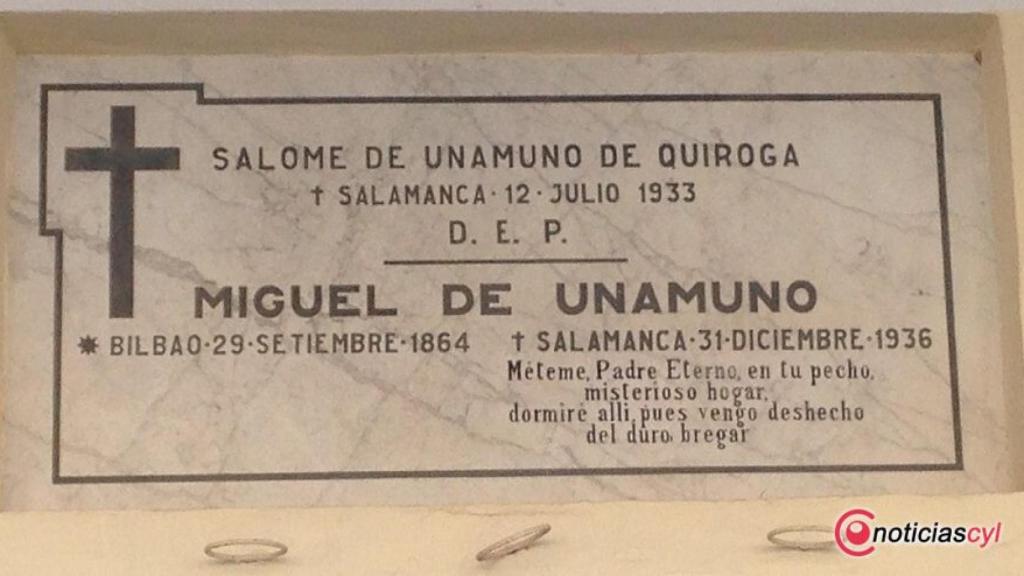 SALOME DE UNAMUNO DE QUIROGA
† SALAMANCA·12·JULIO 1933
D. E. P.
MIGUEL DE UNAMUNO
✷ BILBAO·29·SETIEMBRE·1864 † SALAMANCA·31·DICIEMBRE·1936
Méteme, Padre Eterno, en tu pecho,
misterioso hogar,
dormiré alli, pues vengo deshecho
del duro bregar
noticiascyl